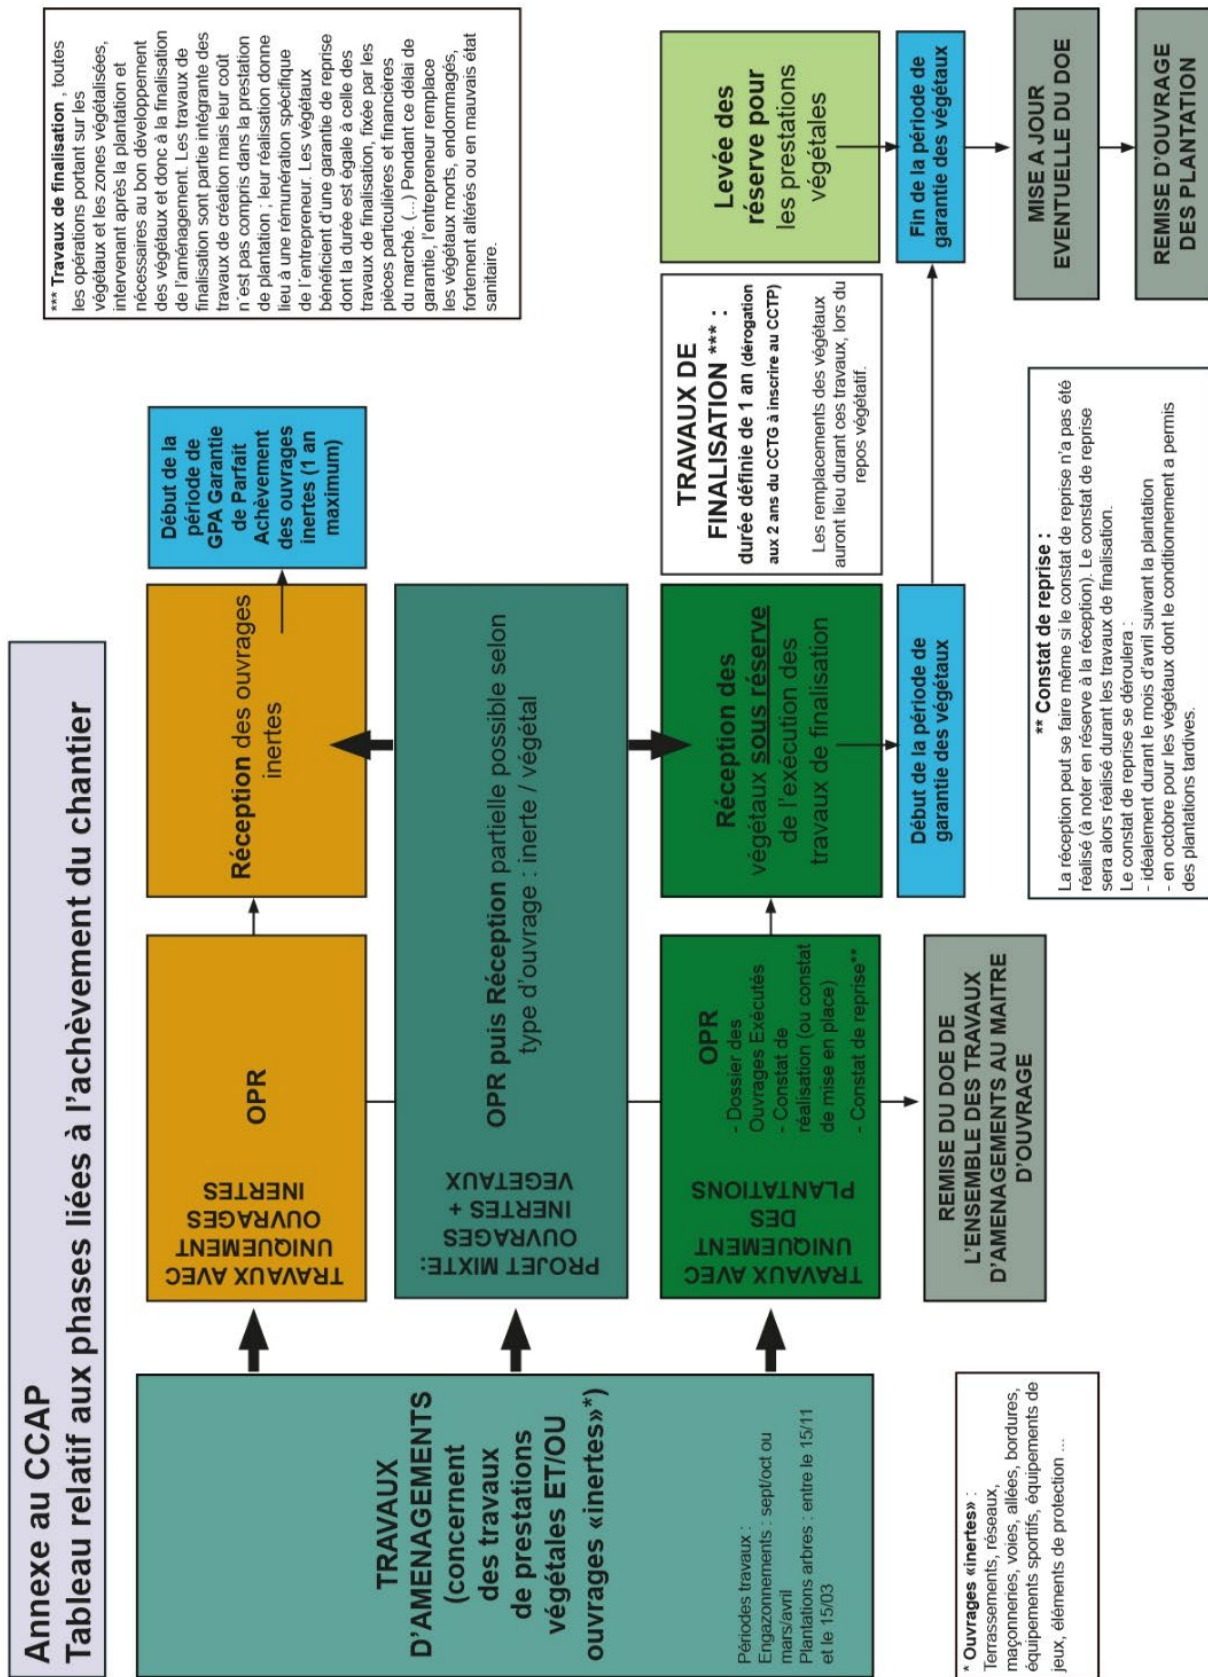 Annexe au CCAP
Tableau relatif aux phases liées à l'achèvement du chantier
TRAVAUX
D'AMENAGEMENTS
(concernent
des travaux
de prestations
végétales ET/OU
ouvrages «inertes»*)
Périodes travaux :
Engazonnements : sept/oct ou
mars/avril
Plantations arbres : entre le 15/11
et le 15/03
* Ouvrages «inertes» :
Terrassements, réseaux,
maçonneries, voies, allées, bordures,
équipements sportifs, équipements de
jeux, éléments de protection ...
TRAVAUX AVEC
UNIQUEMENT
OUVRAGES
INERTES
OPR
Réception des ouvrages
inertes
Début de la
période de
GPA Garantie
de Parfait
Achèvement
des ouvrages
inertes (1 an
maximum)
PROJET MIXTE:
OUVRAGES
INERTES +
VEGETAUX
OPR puis Réception partielle possible selon
type d'ouvrage : inerte / végétal
TRAVAUX AVEC
UNIQUEMENT
DES
PLANTATIONS
OPR
- Dossier des
Ouvrages Exécutés
- Constat de
réalisation (ou constat
de mise en place)
- Constat de reprise**
Réception des
végétaux sous réserve
de l'exécution des
travaux de finalisation
TRAVAUX DE
FINALISATION *** :
durée définie de 1 an (dérogation
aux 2 ans du CCTG à inscrire au CCTP)
Les remplacements des végétaux
auront lieu durant ces travaux, lors du
repos végétatif.
Levée des
réserve pour
les prestations
végétales
Début de la période de
garantie des végétaux
Fin de la période de
garantie des végétaux
REMISE DU DOE DE
L'ENSEMBLE DES TRAVAUX
D'AMENAGEMENTS AU MAITRE
D'OUVRAGE
MISE A JOUR
EVENTUELLE DU DOE
REMISE D'OUVRAGE
DES PLANTATION
** Constat de reprise :
La réception peut se faire même si le constat de reprise n'a pas été
réalisé (à noter en réserve à la réception). Le constat de reprise
sera alors réalisé durant les travaux de finalisation.
Le constat de reprise se déroulera :
- idéalement durant le mois d'avril suivant la plantation
- en octobre pour les végétaux dont le conditionnement a permis
des plantations tardives.
*** Travaux de finalisation , toutes
les opérations portant sur les
végétaux et les zones végétalisées,
intervenant après la plantation et
nécessaires au bon développement
des végétaux et donc à la finalisation
de l'aménagement. Les travaux de
finalisation sont partie intégrante des
travaux de création mais leur coût
n'est pas compris dans la prestation
de plantation ; leur réalisation donne
lieu à une rémunération spécifique
de l'entrepreneur. Les végétaux
bénéficient d'une garantie de reprise
dont la durée est égale à celle des
travaux de finalisation, fixée par les
pièces particulières et financières
du marché. (...) Pendant ce délai de
garantie, l'entrepreneur remplace
les végétaux morts, endommagés,
fortement altérés ou en mauvais état
sanitaire.